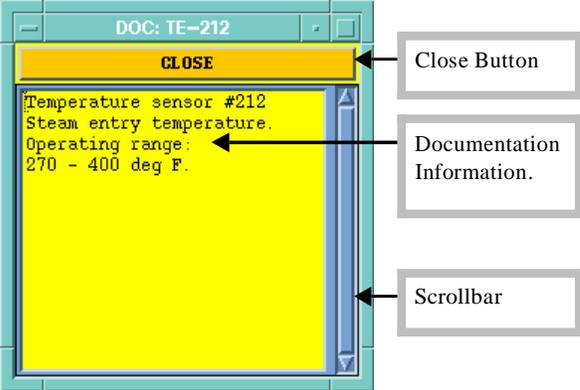 DOC: TE-212
CLOSE
Temperature sensor #212
Steam entry temperature.
Operating range:
270 - 400 deg F.
Close Button
Documentation
Information.
Scrollbar